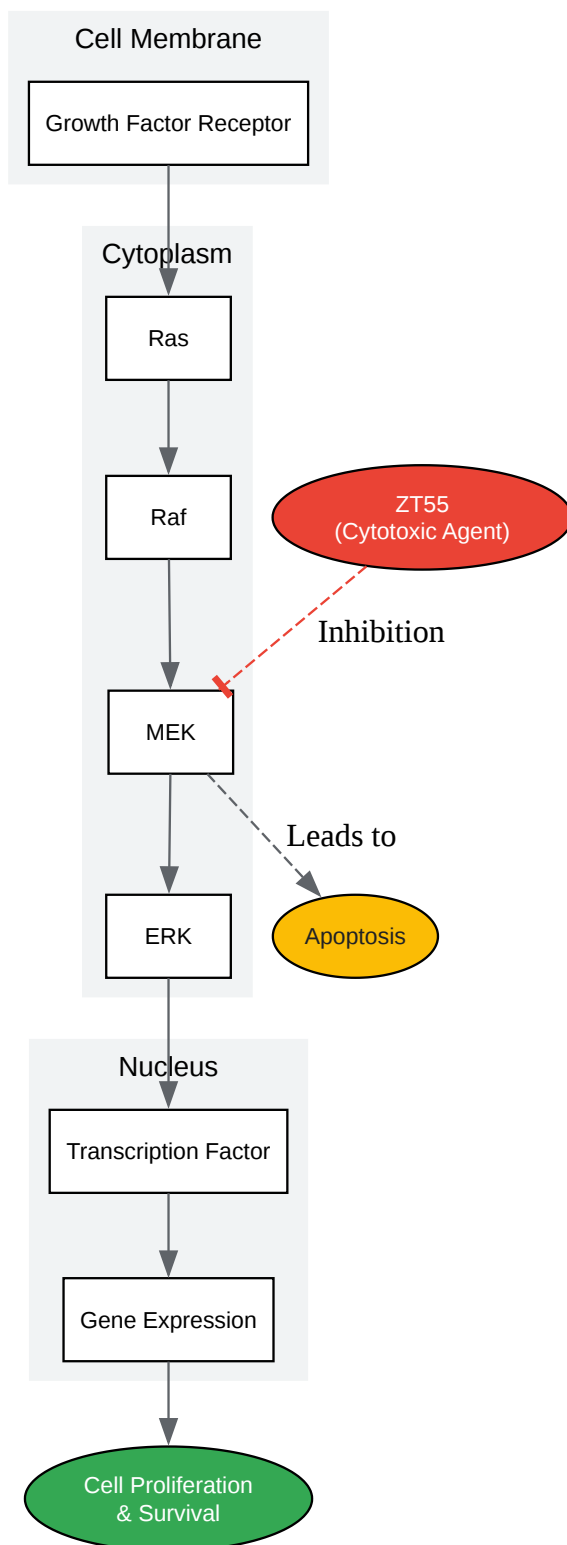 Cell Membrane
Growth Factor Receptor
Cytoplasm
Ras
Raf
ZT55
(Cytotoxic Agent)
Inhibition
MEK
Leads to
ERK
Apoptosis
Nucleus
Transcription Factor
Gene Expression
Cell Proliferation
& Survival